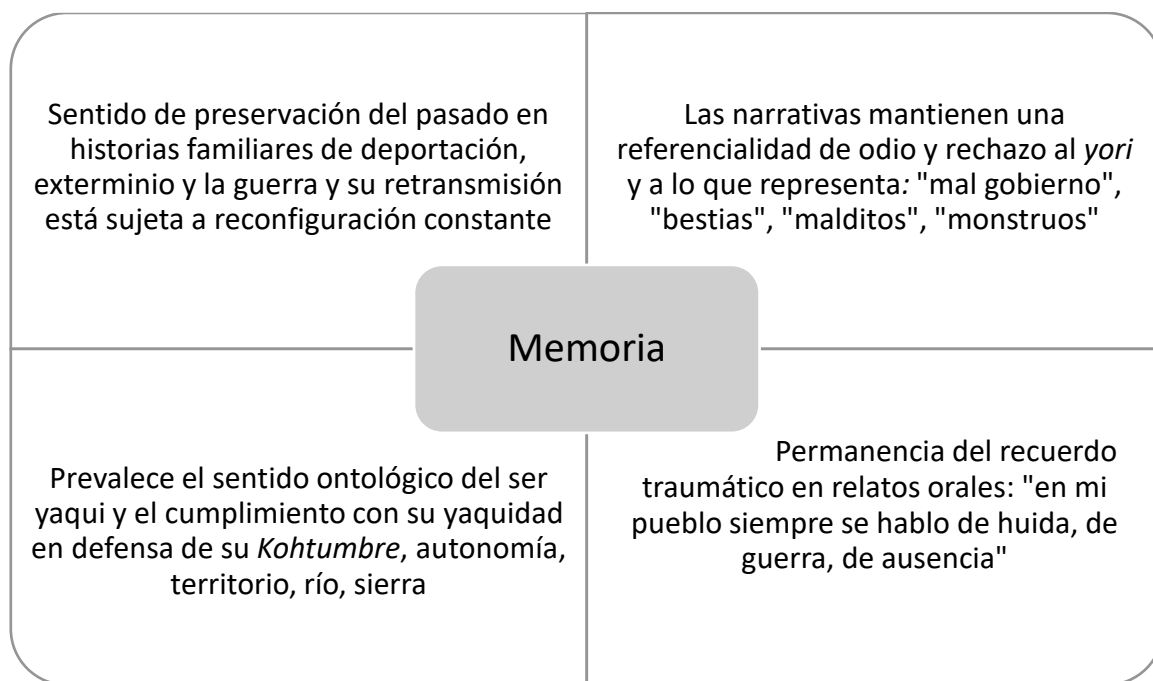 Sentido de preservación del pasado en
historias familiares de deportación,
exterminio y la guerra y su retransmisión
está sujeta a reconfiguración constante
Las narrativas mantienen una
referencialidad de odio y rechazo al yori
y a lo que representa: "mal gobierno",
"bestias", "malditos", "monstruos"
Memoria
Prevalece el sentido ontológico del ser
yaqui y el cumplimiento con su yaquidad
en defensa de su Kohtumbre, autonomía,
territorio, río, sierra
Permanencia del recuerdo
traumático en relatos orales: "en mi
pueblo siempre se hablo de huida, de
guerra, de ausencia"